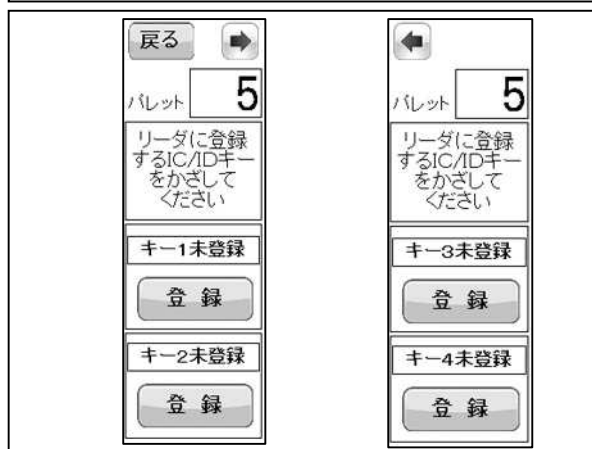 戻る
パレット 5
リーダに登録
するIC/IDキー
をかざして
ください
キー1未登録
登 録
キー2未登録
登 録
パレット 5
リーダに登録
するIC/IDキー
をかざして
ください
キー3未登録
登 録
キー4未登録
登 録